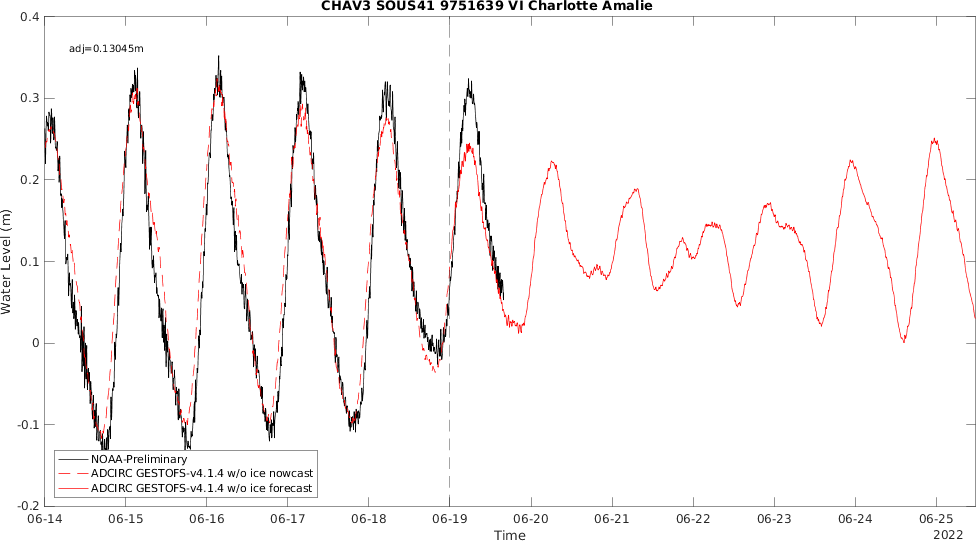 CHAV3 SOUS41 9751639 VI Charlotte Amalie
adj=0.13045m
0.4
0.3
0.2
0.1
0
-0.1
-0.2
Water Level (m)
NOAA-Preliminary
ADCIRC GESTOFS-v4.1.4 w/o ice nowcast
ADCIRC GESTOFS-v4.1.4 w/o ice forecast
06-14 06-15 06-16 06-17 06-18 06-19 06-20 06-21 06-22 06-23 06-24 06-25
Time
2022